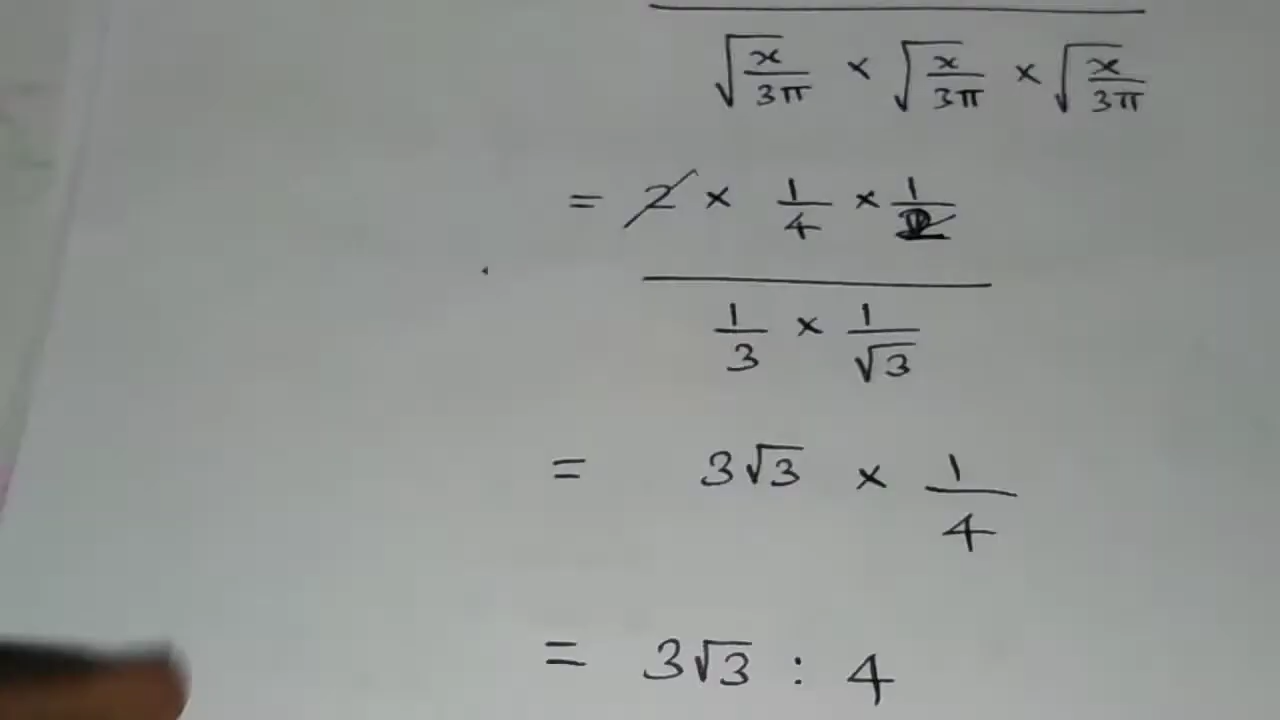 √x/3π × √x/3π × √x/3π
= 2 × 1/4 × 1/2
1/3 × 1/√3
= 3√3 × 1/4
= 3√3 : 4